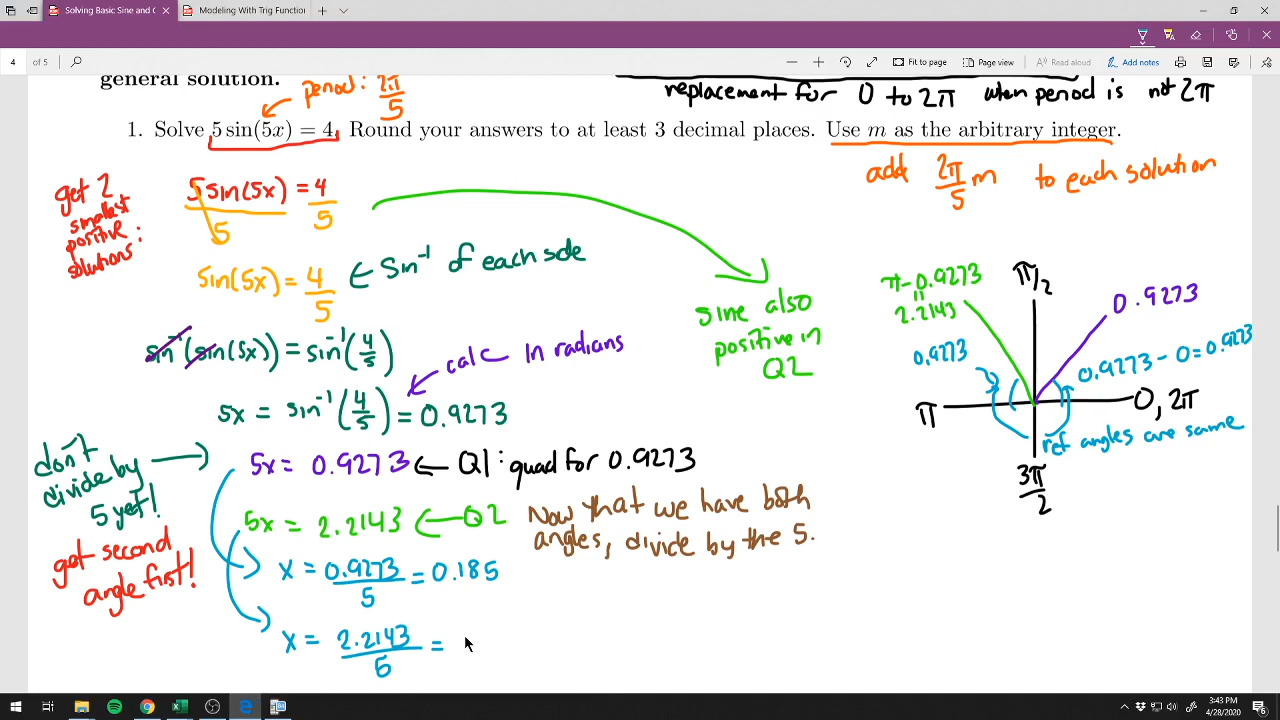 Solving Basic Sine and C
Modeling With Trig Function
4 of 5
Fit to page
Page view
Read aloud
Add notes
general solution.
period: 2π/5
replacement for 0 to 2π when period is not 2π
1. Solve 5 sin(5x) = 4. Round your answers to at least 3 decimal places. Use m as the arbitrary integer.
add 2π/5 m to each solution
get 2
smallest
positive
solutions:
5 sin(5x) = 4
5 5
sin(5x) = 4/5 ← Sin⁻¹ of each side
sin⁻¹(sin(5x)) = sin⁻¹(4/5)
calc in radians
5x = sin⁻¹(4/5) = 0.9273
sine also
positive in
Q2
π - 0.9273
=
2.2143
π/2
0.9273
0.9273
0.9273 - 0 = 0.9273
π
0, 2π
ref angles are same
3π/2
don't
divide by
5 yet!
5x = 0.9273 ← Q1: quad for 0.9273
5x = 2.2143 ← Q2
Now that we have both
angles, divide by the 5.
get second
angle first!
x = 0.9273/5 = 0.185
x = 2.2143/5 =
3:43 PM
4/28/2020
6